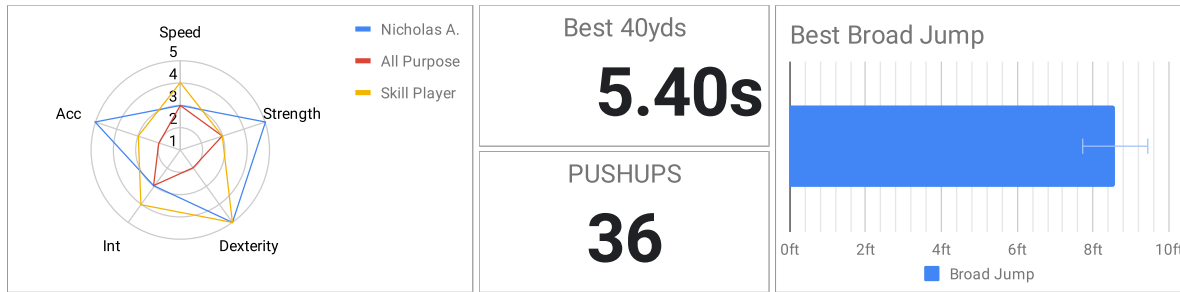 Speed
5
4
3
2
1
Acc
Strength
Int
Dexterity
Nicholas A.
All Purpose
Skill Player
Best 40yds
5.40s
PUSHUPS
36
Best Broad Jump
0ft 2ft 4ft 6ft 8ft 10ft
Broad Jump